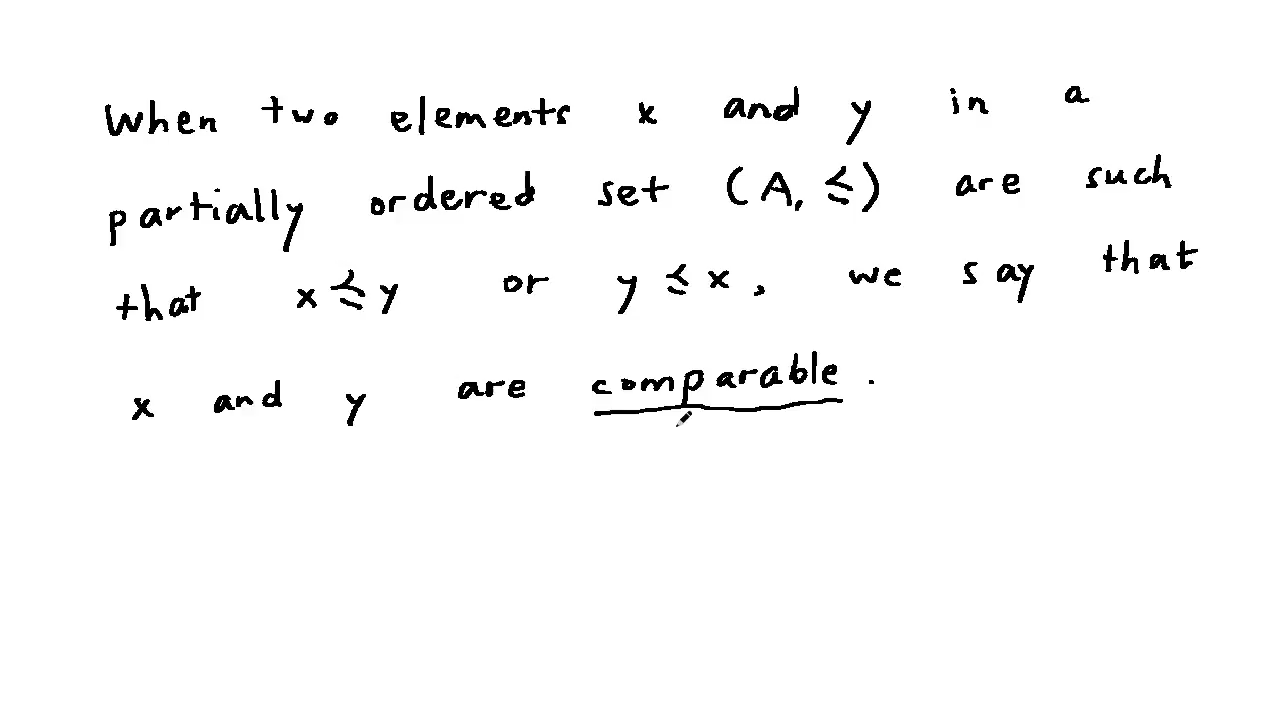 When two elements x and y in a
partially ordered set (A, ≤) are such
that x ≤ y or y ≤ x, we say that
x and y are comparable.